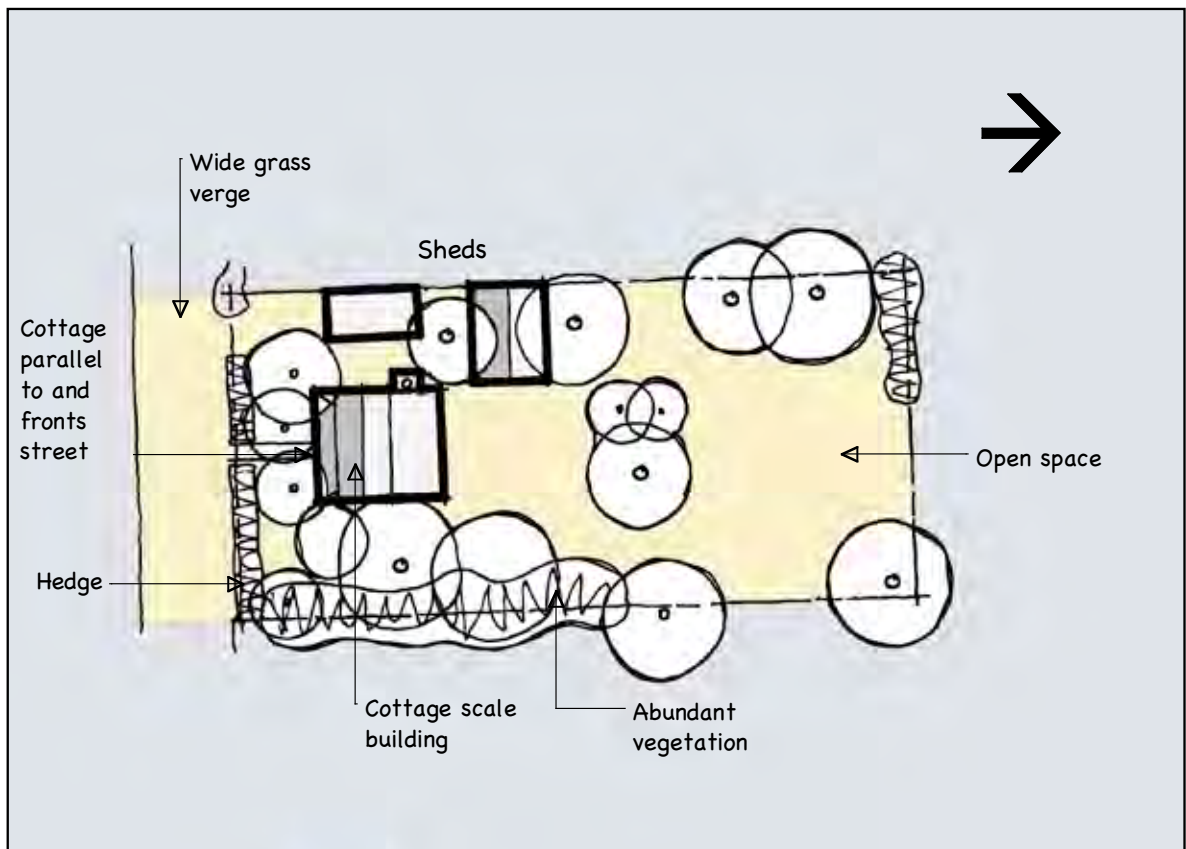 Wide grass
verge
Sheds
Cottage
parallel
to and
fronts
street
Open space
Hedge
Cottage scale
building
Abundant
vegetation